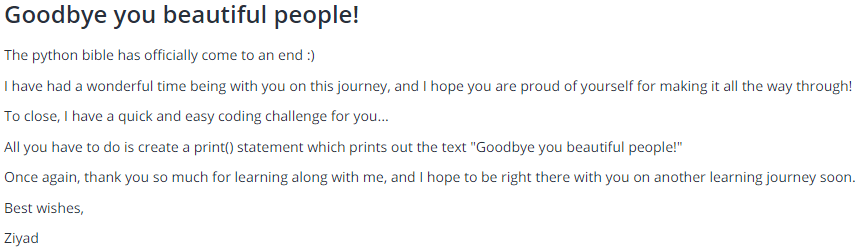 Goodbye you beautiful people!
The python bible has officially come to an end :)
I have had a wonderful time being with you on this journey, and I hope you are proud of yourself for making it all the way through!
To close, I have a quick and easy coding challenge for you...
All you have to do is create a print() statement which prints out the text "Goodbye you beautiful people!"
Once again, thank you so much for learning along with me, and I hope to be right there with you on another learning journey soon.
Best wishes,
Ziyad